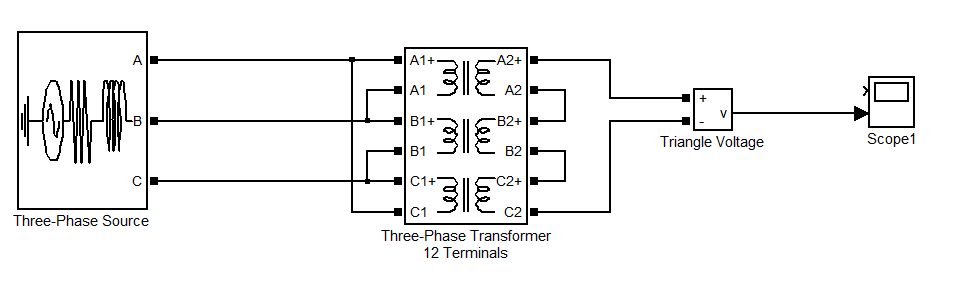 A
B
C
Three-Phase Source
A1+
A1
B1+
B1
C1+
C1
A2+
A2
B2+
B2
C2+
C2
Three-Phase Transformer
12 Terminals
+
-
v
Triangle Voltage
Scope1